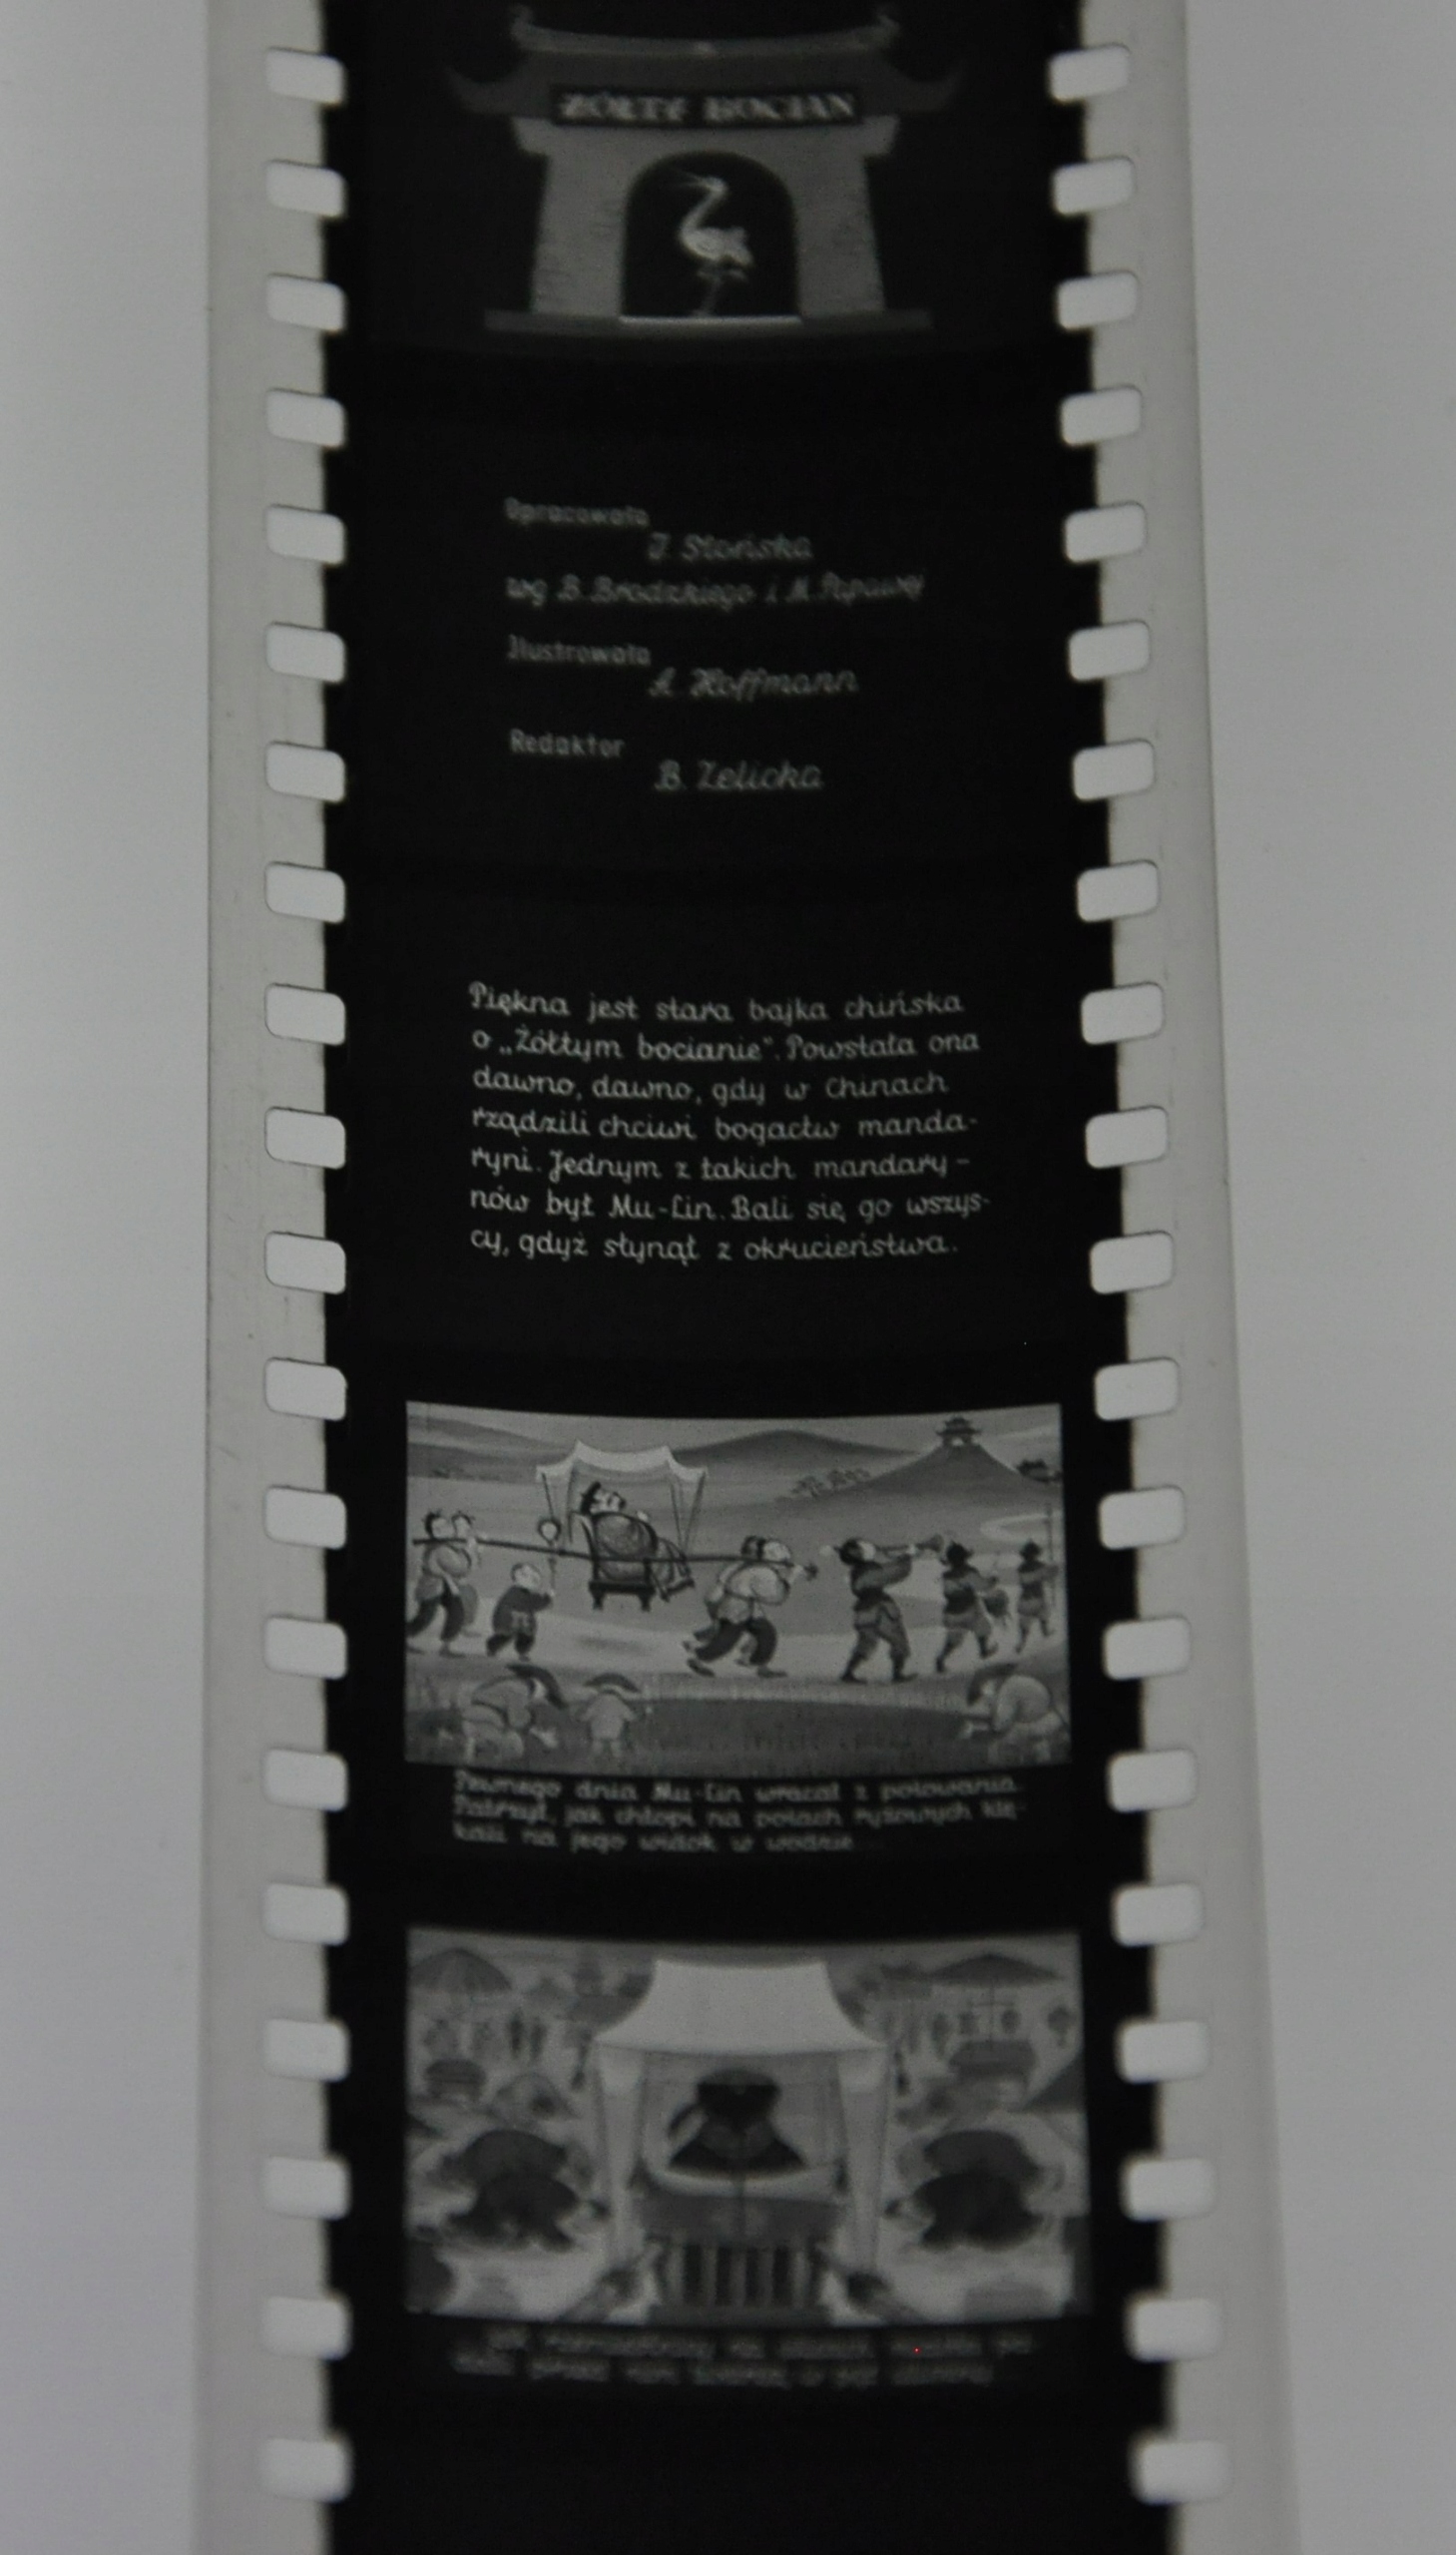 ŻÓŁTY BOCIAN
Opracowała
J. Stońska
wg B. Brodzkiego i M.
Ilustrowała
A. Hoffmann
Redaktor
B. Zelicka
Piękna jest stara bajka chińska
o „Żółtym bocianie". Powstała ona
dawno, dawno, gdy w Chinach
rządzili chciwi bogactw manda-
ryni. Jednym z takich mandary-
nów był Mu-Lin. Bali się go wszys-
cy, gdyż słynął z okrucieństwa.
Pewnego dnia Mu-Lin wracał z polowania.
Patrzył, jak chłopi na polach ryżowych klę-
kali na jego widok w wodzie...